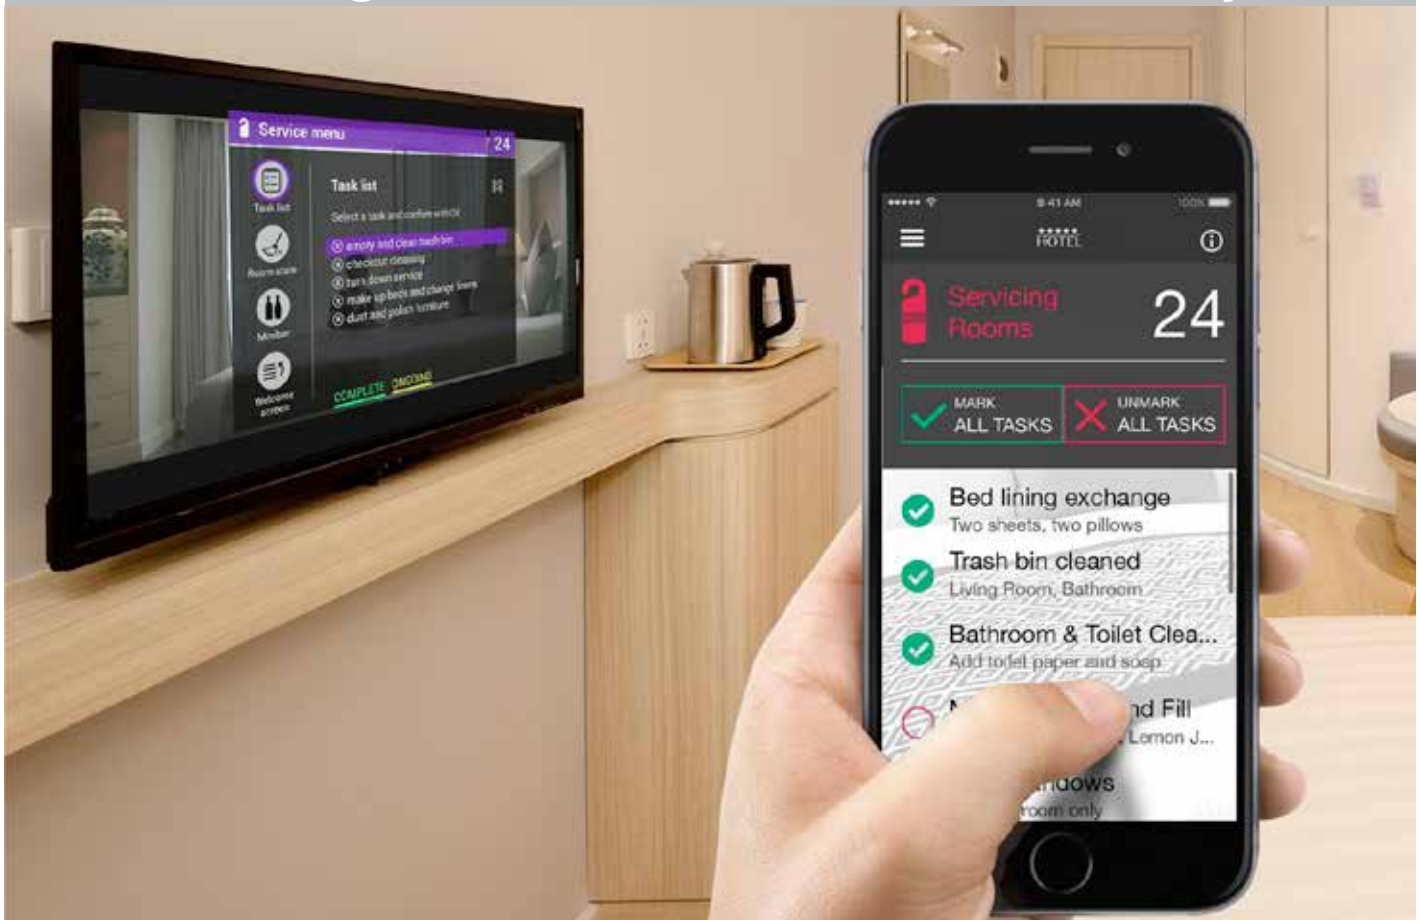 Service menu
24
Task list
Select a task and confirm with OK
Task list
empty and clean trash bin
checkout cleaning
turn down service
make up beds and change linens
dust and polish furniture
Room state
Minibar
Welcome
screen
COMPLETE ONGOING
8:41 AM
100%
HOTEL
Servicing
Rooms
24
MARK
ALL TASKS
UNMARK
ALL TASKS
Bed lining exchange
Two sheets, two pillows
Trash bin cleaned
Living Room, Bathroom
Bathroom & Toilet Clea...
Add toilet paper and soap
nd Fill
Lemon J...
ndows
room only